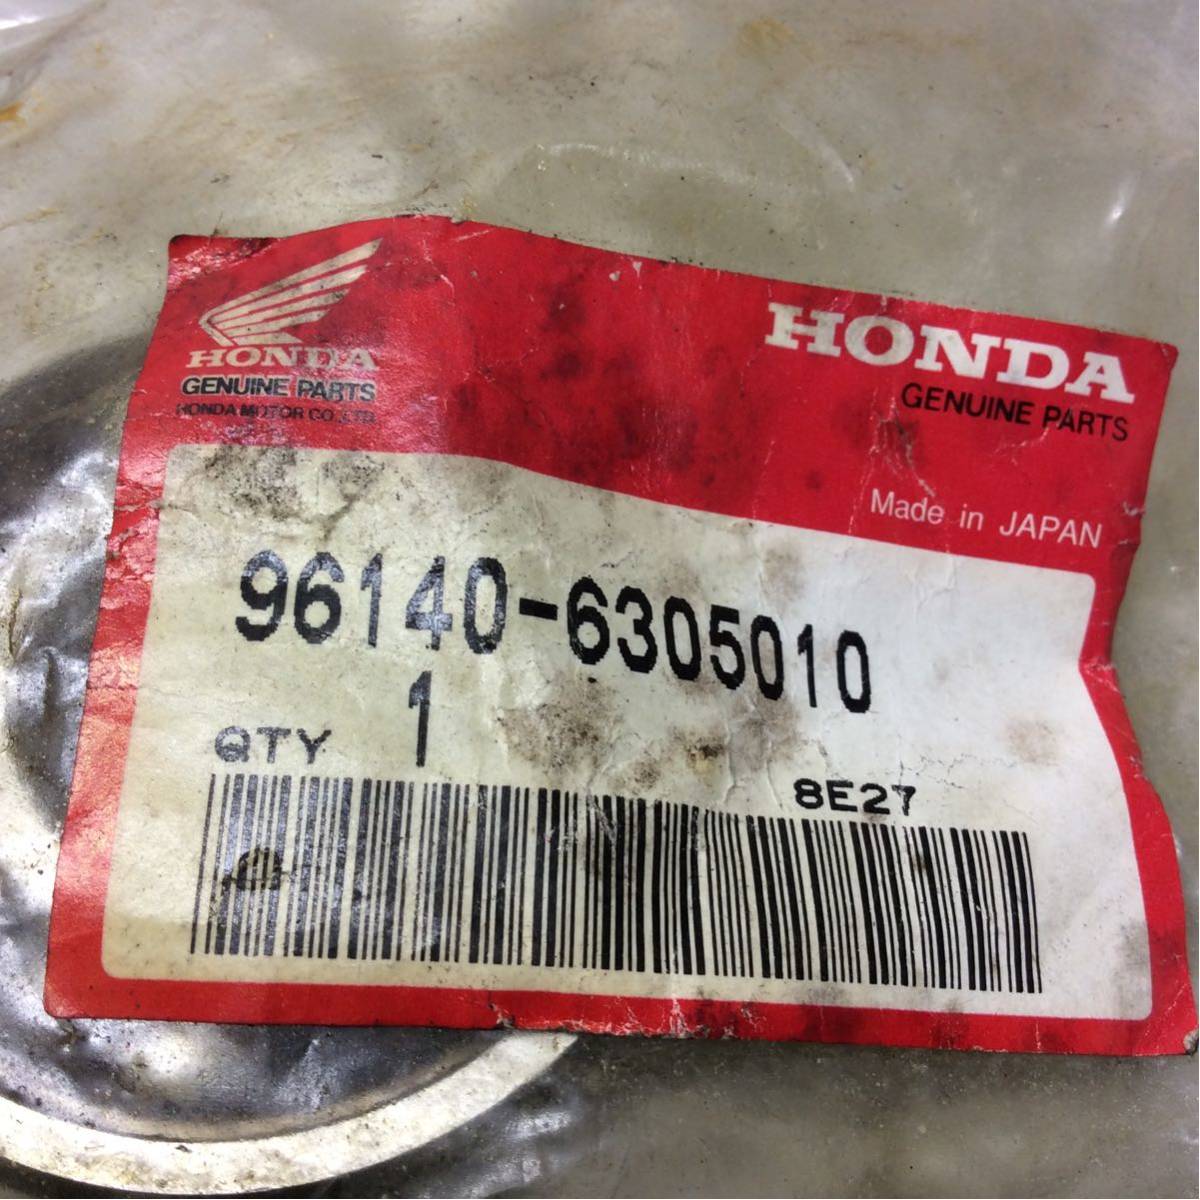 HONDA
GENUINE PARTS
HONDA MOTOR CO.,LTD.
HONDA
GENUINE PARTS
Made in JAPAN
96140-6305010
QTY 1
8E27